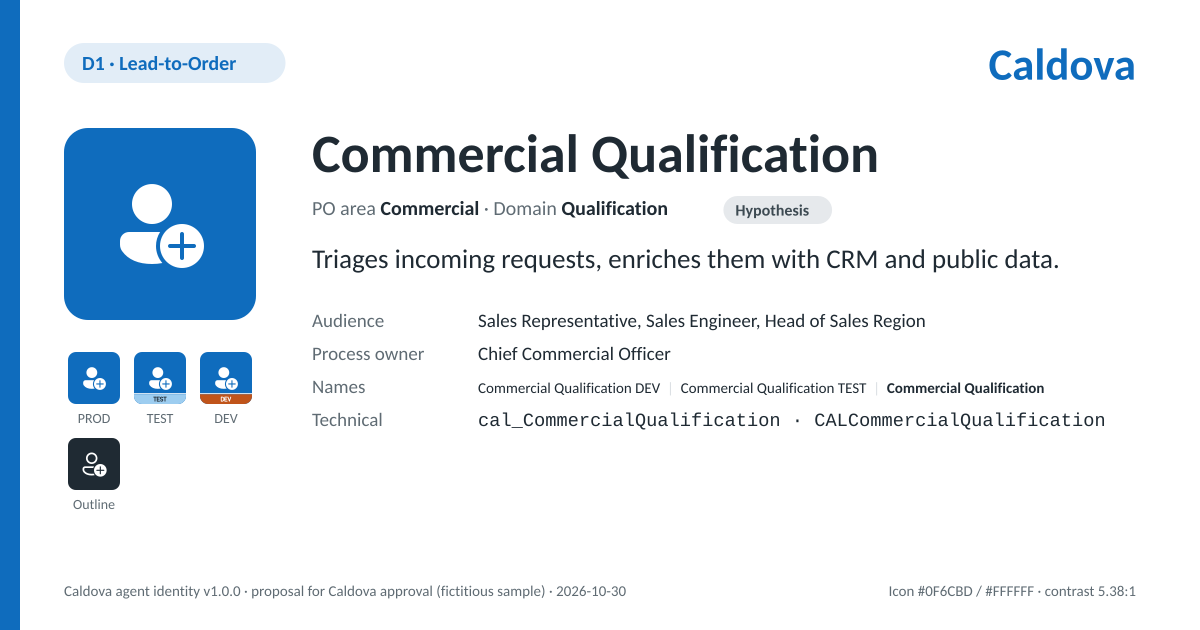 D1 · Lead-to-Order
Caldova
Commercial Qualification
PO area Commercial · Domain Qualification
Hypothesis
Triages incoming requests, enriches them with CRM and public data.
Audience Sales Representative, Sales Engineer, Head of Sales Region
Process owner Chief Commercial Officer
Names Commercial Qualification DEV | Commercial Qualification TEST | Commercial Qualification
Technical cal_CommercialQualification · CALCommercialQualification
TEST
DEV
PROD TEST DEV
Outline
Caldova agent identity v1.0.0 · proposal for Caldova approval (fictitious sample) · 2026-10-30
Icon #0F6CBD / #FFFFFF · contrast 5.38:1